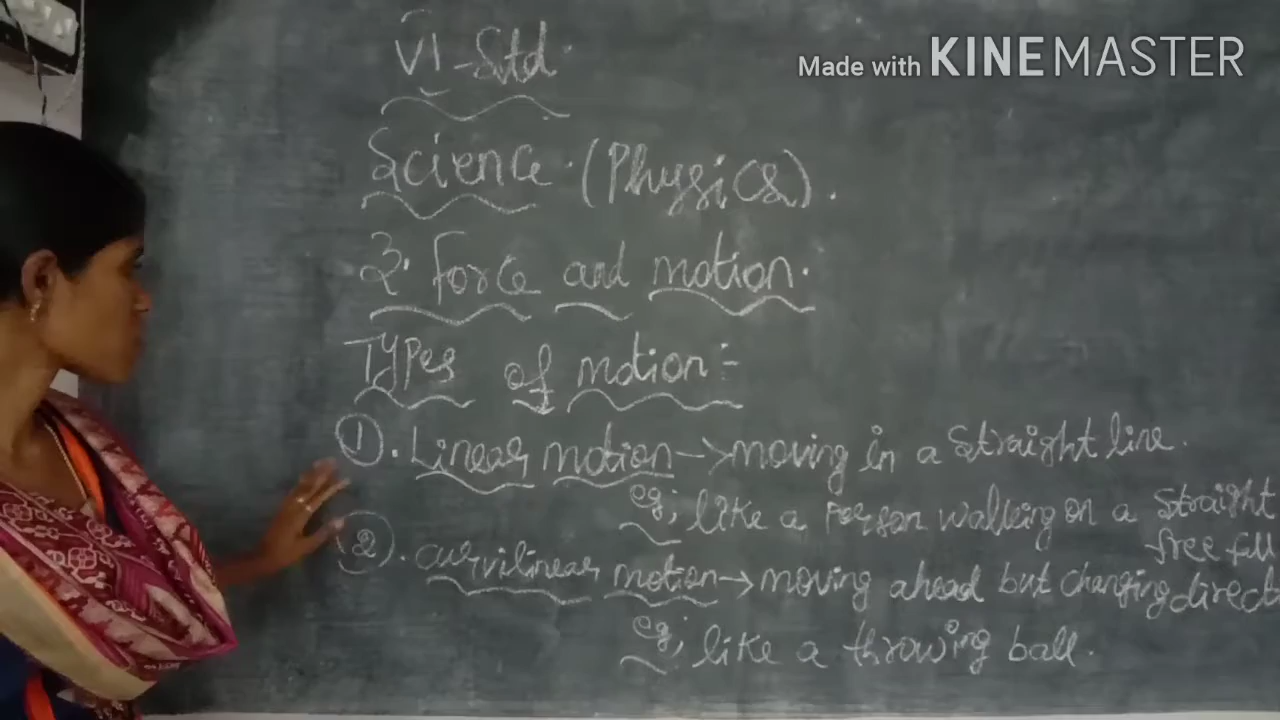 Made with KINEMASTER
VI-Std.
Science. (Physics).
2. Force and motion.
Types of motion:-
①. Linear motion → moving in a straight line.
eg; like a person walking on a straight
free fall
②. curvilinear motion → moving ahead but changing direct
eg; like a throwing ball.